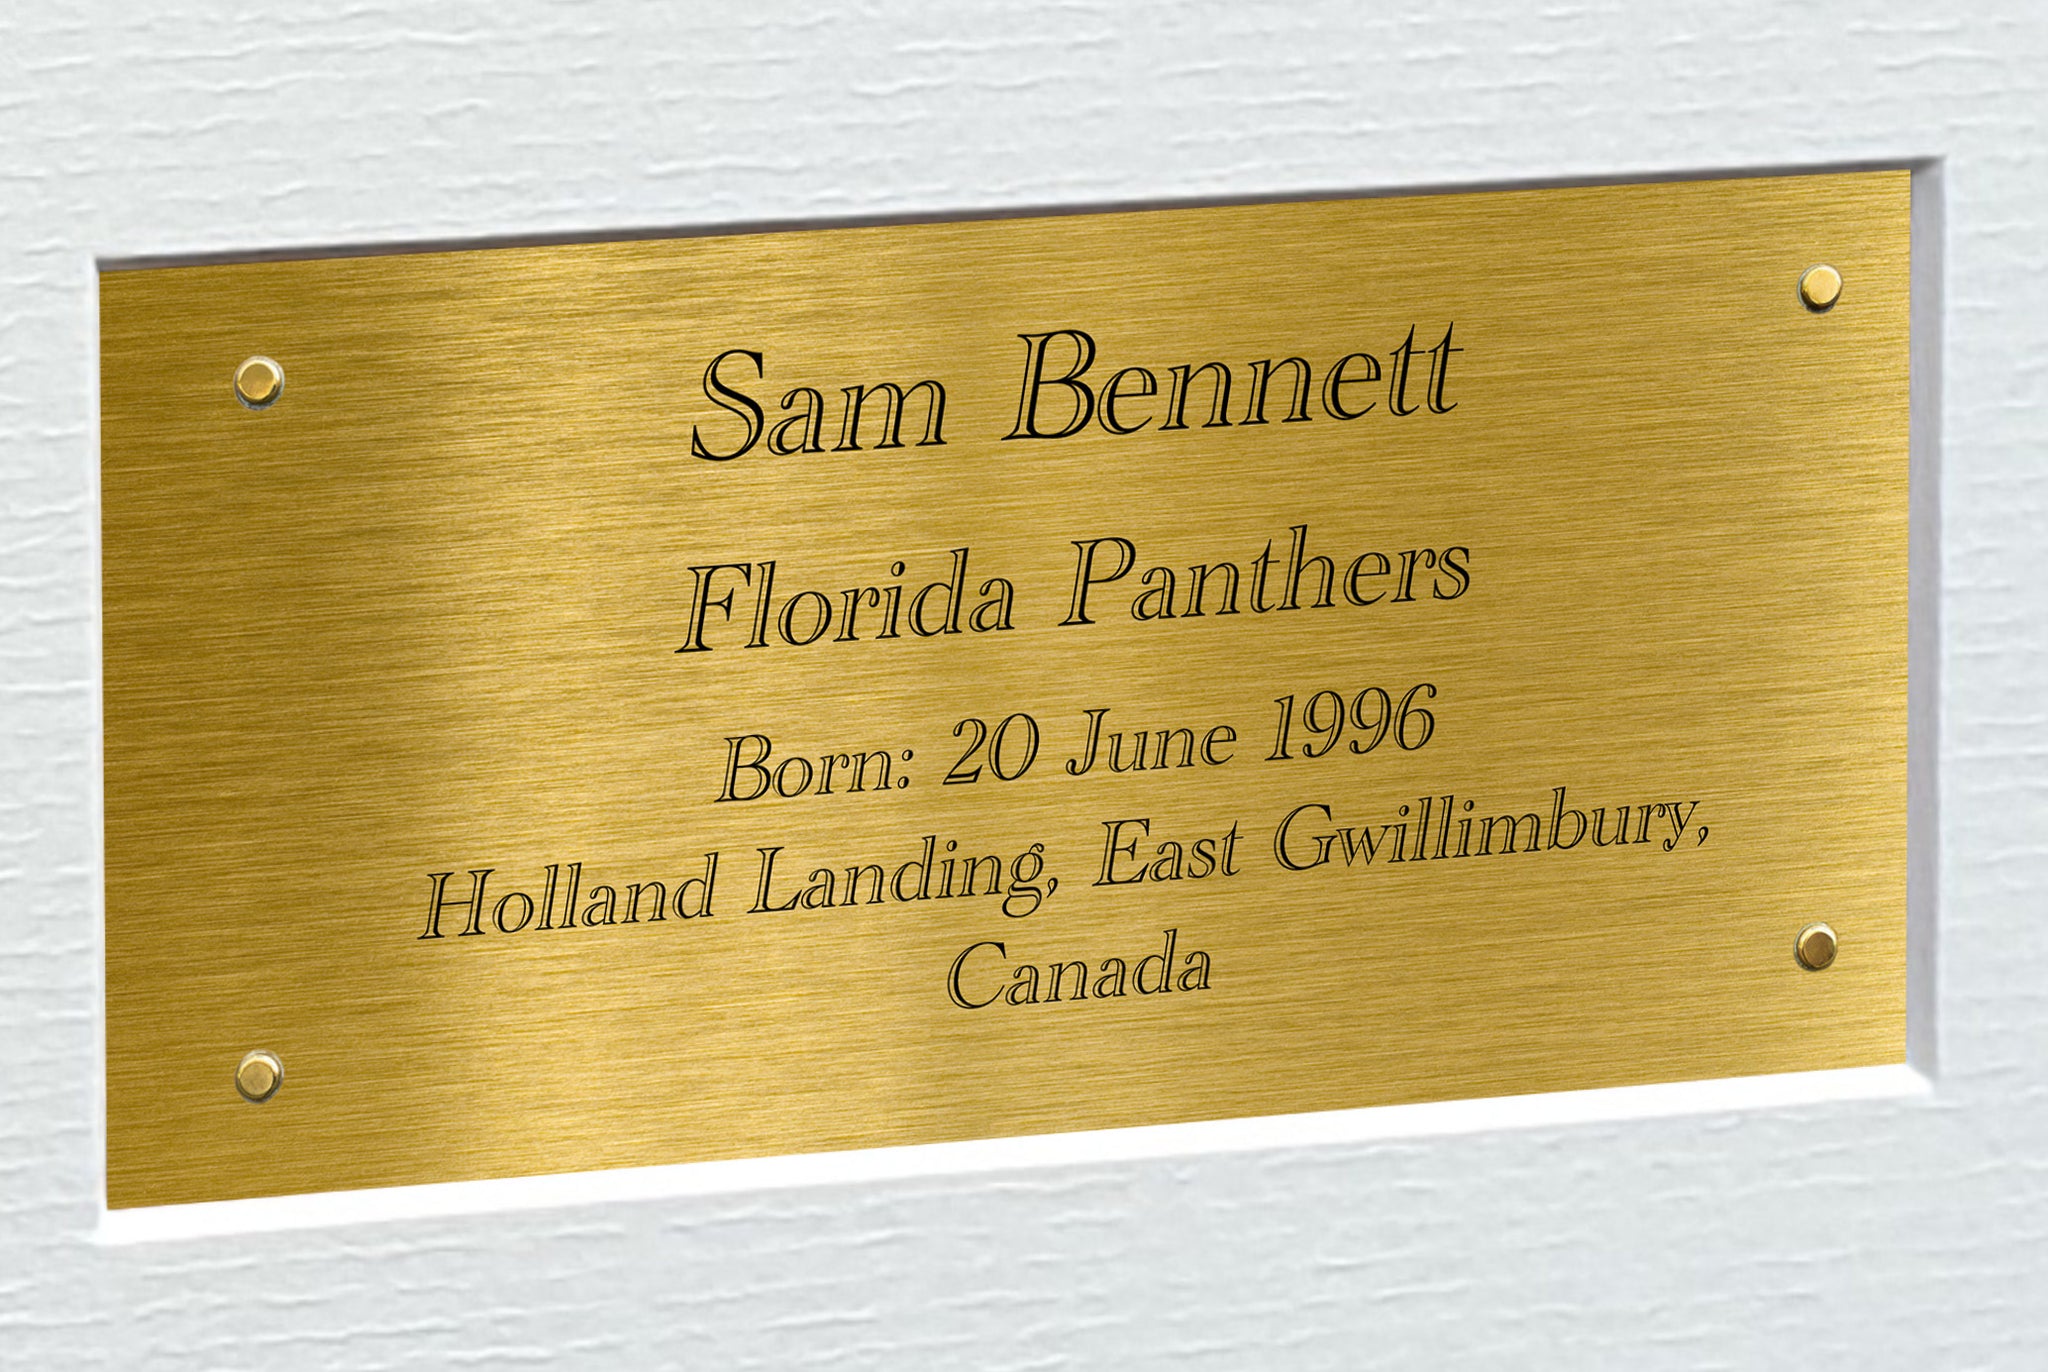 Sam Bennett
Florida Panthers
Born: 20 June 1996
Holland Landing, East Gwillimbury,
Canada